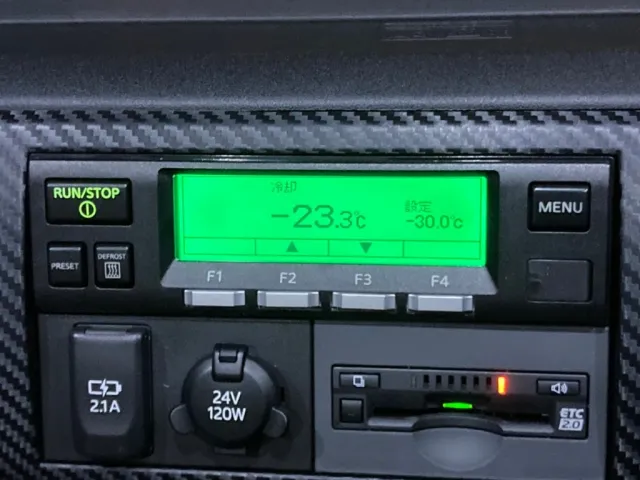 RUN/STOP
冷却
-23.3℃
設定
-30.0℃
▲
▼
MENU
PRESET
DEFROST
F1
F2
F3
F4
2.1A
24V
120W
ETC
2.0